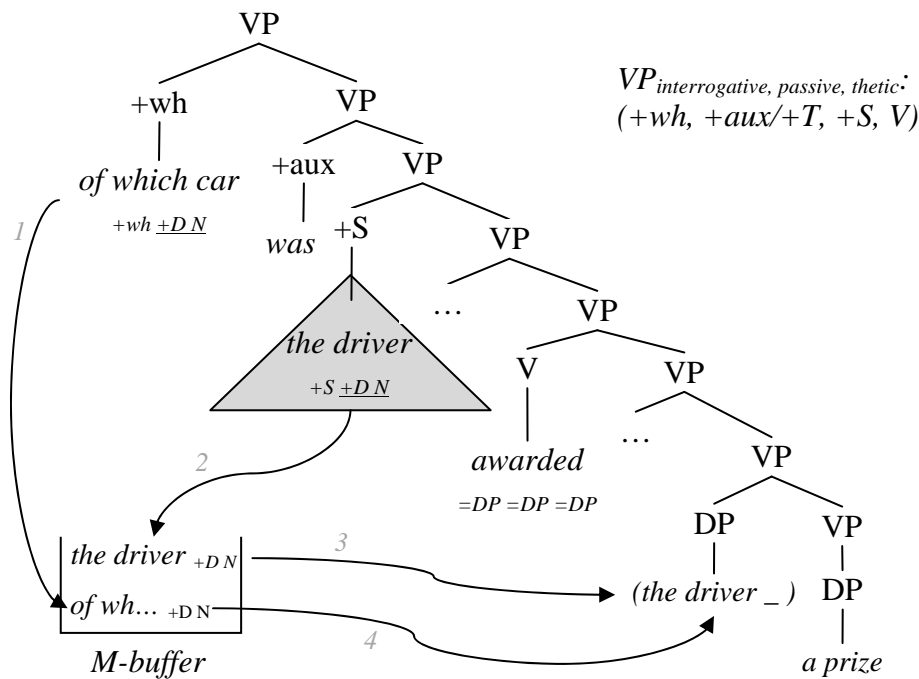 VP
VP_interrogative, passive, thetic:
(+wh, +aux/+T, +S, V)
+wh
VP
of which car
+aux
VP
1
+wh +D N
was
+S
VP
…
VP
the driver
+S +D N
V
VP
awarded
…
=DP =DP =DP
VP
2
DP
VP
the driver +D N
3
(the driver _ )
DP
of wh… +D N
4
M-buffer
a prize